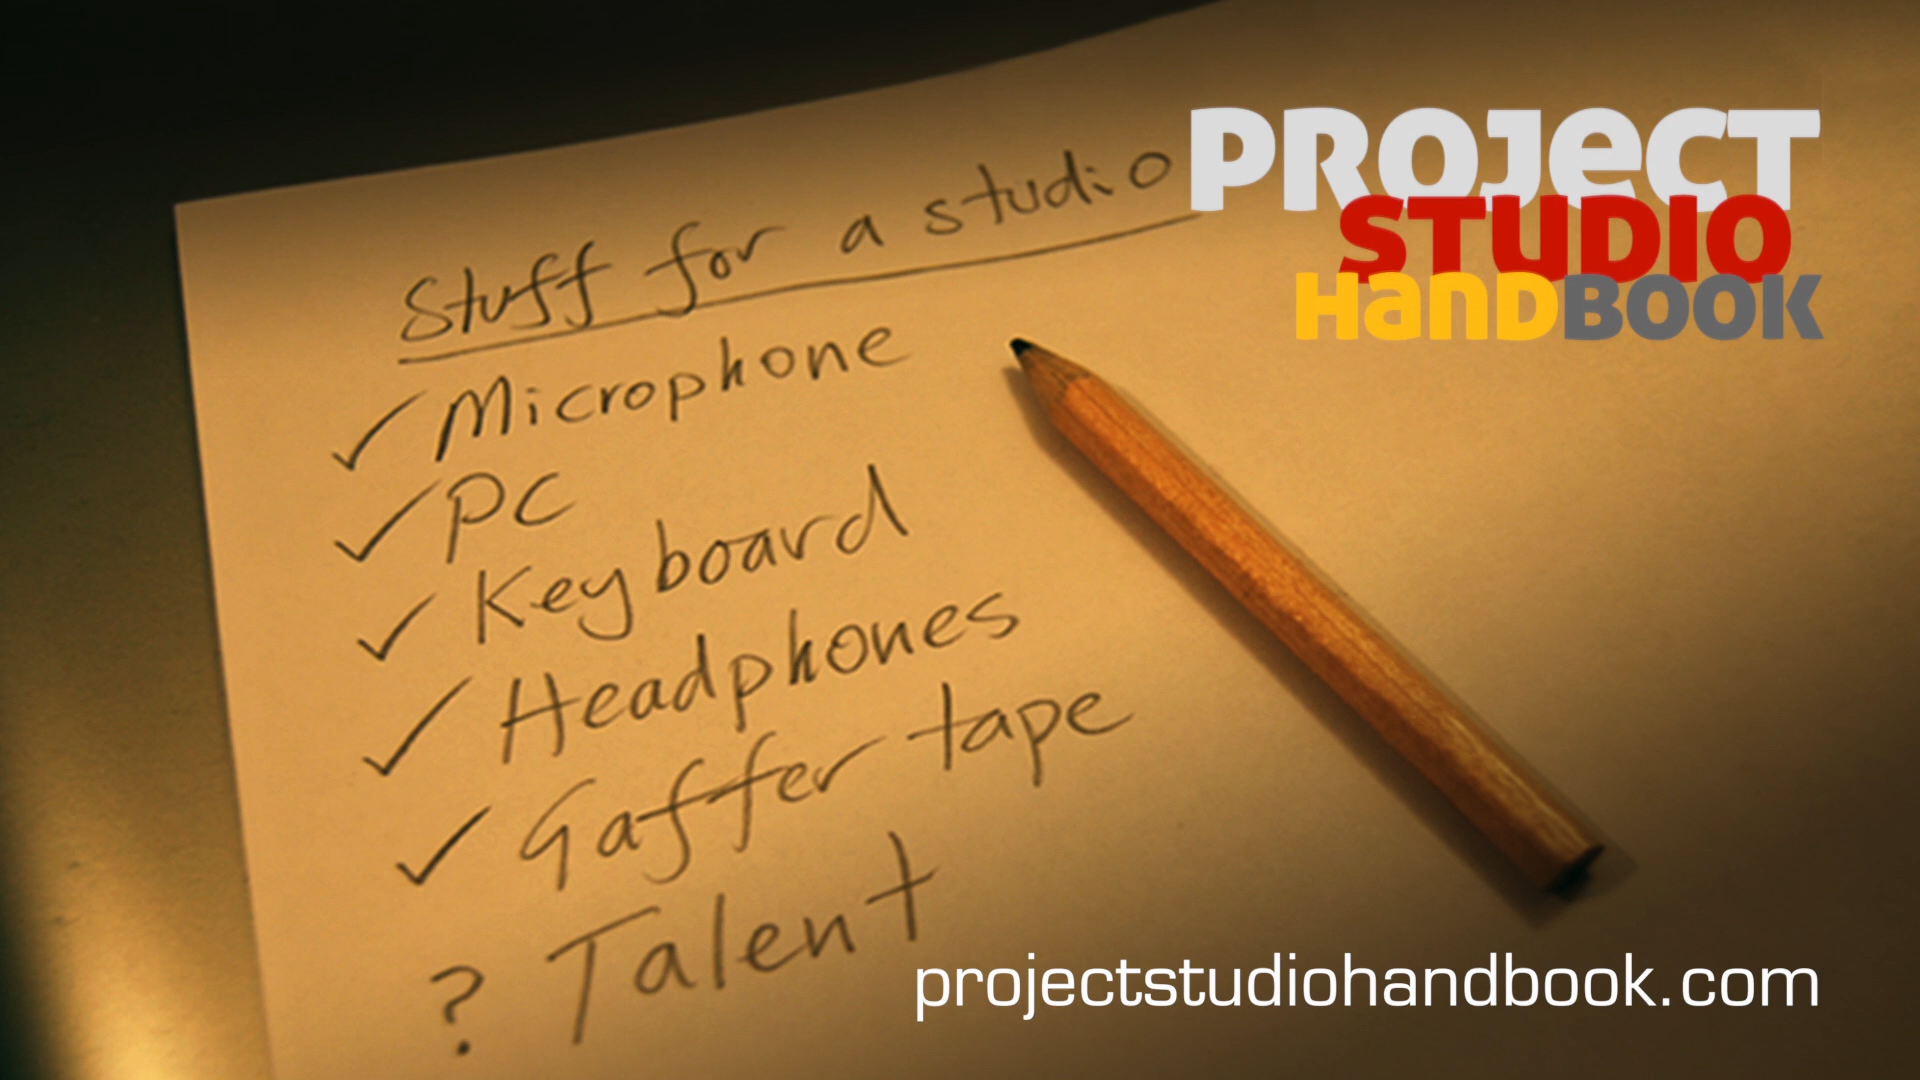 Stuff for a studio
✓ Microphone
✓ PC
✓ Keyboard
✓ Headphones
✓ Gaffer tape
? Talent
PROJECT
STUDIO
HANDBOOK
projectstudiohandbook.com